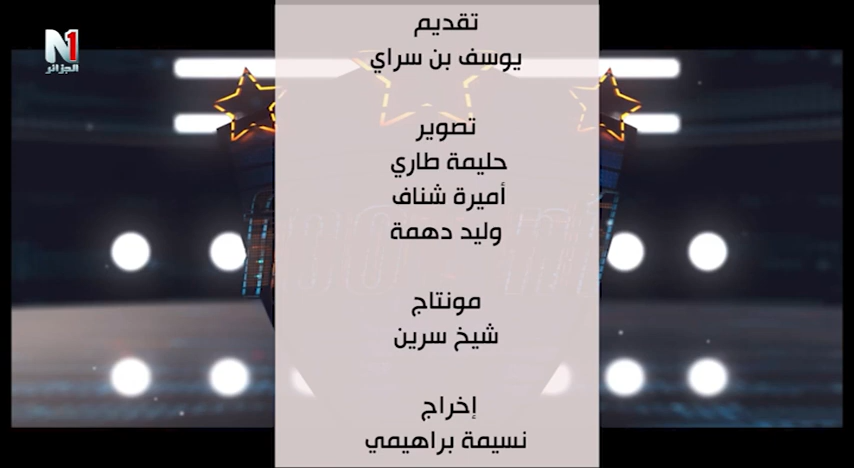 N1
الجزائر
تقديم
يوسف بن سراي
تصوير
حليمة طاري
أميرة شناف
وليد دهمة
مونتاج
شيخ سرين
إخراج
نسيمة براهيمي